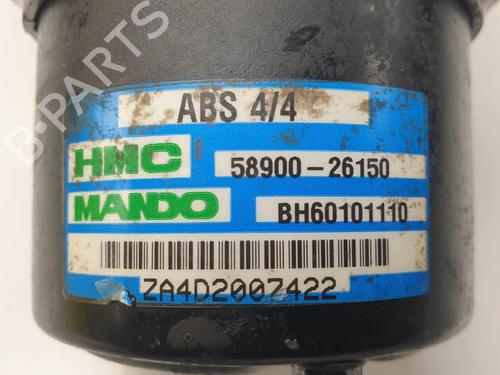 ABS 4/4
HMC 58900-26150
MANDO BH60101110
ZA4D2007422
B-PARTS